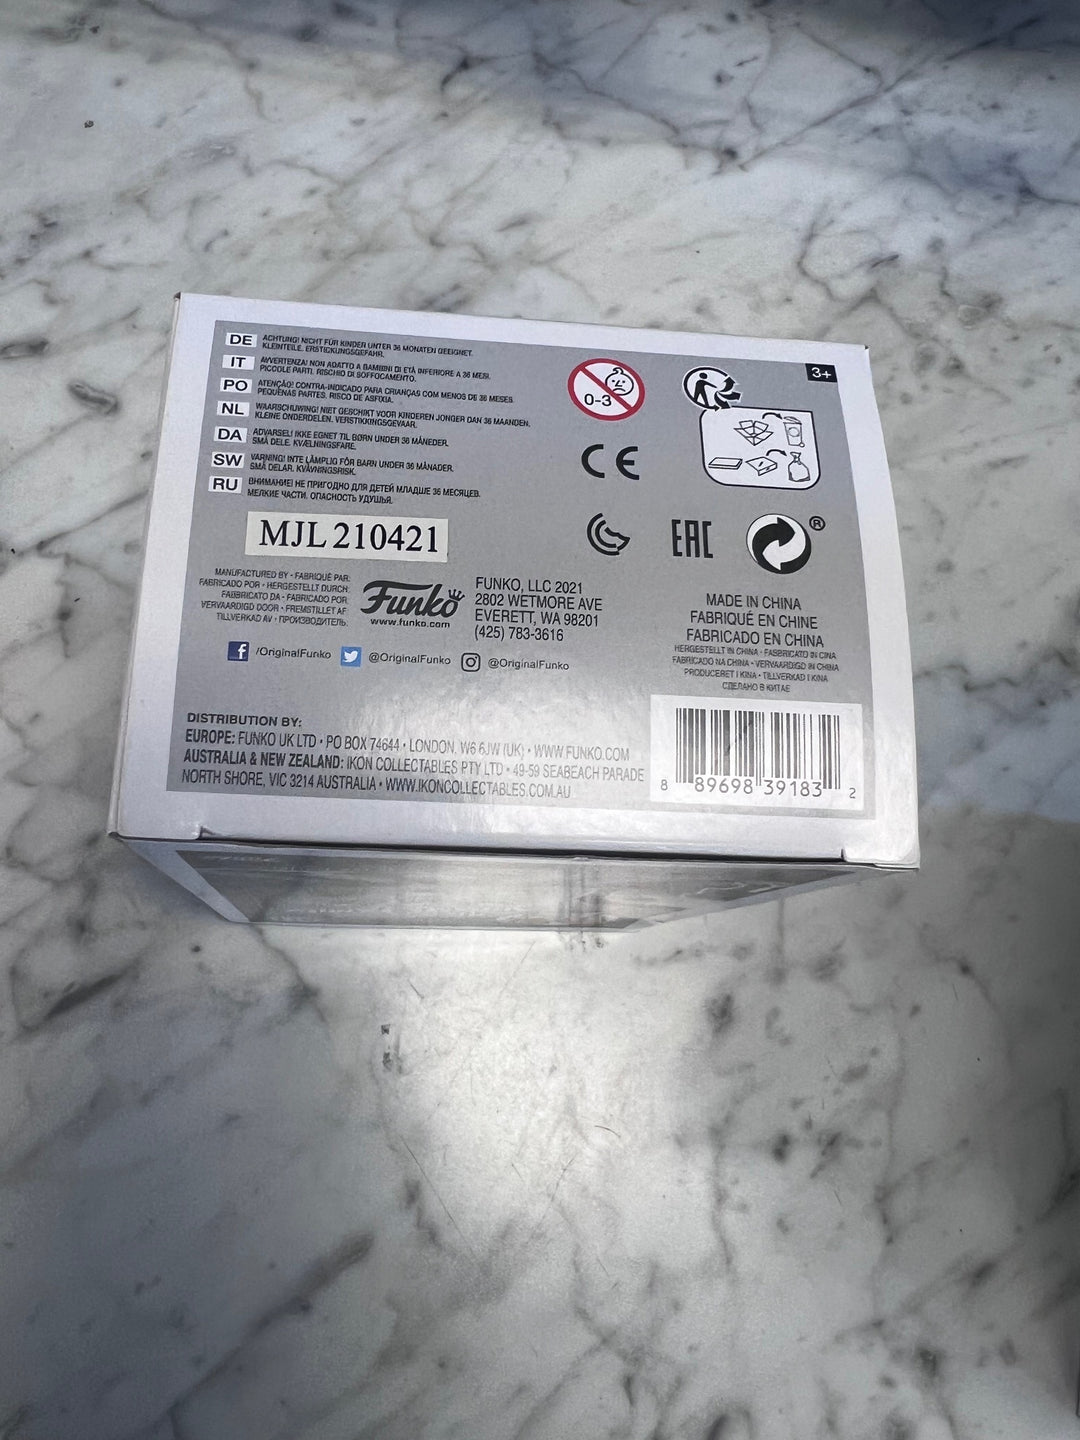 DE ACHTUNG! NICHT FÜR KINDER UNTER 36 MONATEN GEEIGNET.
KLEINTEILE. ERSTICKUNGSGEFAHR.
IT AVVERTENZA! NON ADATTO A BAMBINI DI ETÀ INFERIORE A 36 MESI.
PICCOLE PARTI. RISCHIO DI SOFFOCAMENTO.
PO ATENÇÃO! CONTRA-INDICADO PARA CRIANÇAS COM MENOS DE 36 MESES.
PEQUENAS PARTES. RISCO DE ASFIXIA.
NL WAARSCHUWING! NIET GESCHIKT VOOR KINDEREN JONGER DAN 36 MAANDEN.
KLEINE ONDERDELEN. VERSTIKKINGSGEVAAR.
DA ADVARSEL! IKKE EGNET TIL BØRN UNDER 36 MÅNEDER.
SMÅ DELE. KVÆLNINGSFARE.
SW VARNING! INTE LÄMPLIG FÖR BARN UNDER 36 MÅNADER.
SMÅ DELAR. KVÄVNINGSRISK.
RU ВНИМАНИЕ! НЕ ПРИГОДНО ДЛЯ ДЕТЕЙ МЛАДШЕ 36 МЕСЯЦЕВ.
МЕЛКИЕ ЧАСТИ. ОПАСНОСТЬ УДУШЬЯ.
0-3
3+
CE
EAC
®
MJL 210421
MANUFACTURED BY • FABRIQUÉ PAR:
FABRICADO POR • HERGESTELLT DURCH:
FABBRICATO DA • FABRICADO POR:
VERVAARDIGD DOOR • FREMSTILLET AF:
TILLVERKAD AV • ПРОИЗВОДИТЕЛЬ:
Funko
www.funko.com
FUNKO, LLC 2021
2802 WETMORE AVE
EVERETT, WA 98201
(425) 783-3616
MADE IN CHINA
FABRIQUÉ EN CHINE
FABRICADO EN CHINA
HERGESTELLT IN CHINA • FABBRICATO IN CINA
FABRICADO NA CHINA • VERVAARDIGD IN CHINA
PRODUCERET I KINA • TILLVERKAD I KINA
СДЕЛАНО В КИТАЕ
f /OriginalFunko @OriginalFunko @OriginalFunko
DISTRIBUTION BY:
EUROPE: FUNKO UK LTD • PO BOX 74644 • LONDON, W6 6JW (UK) • WWW.FUNKO.COM
AUSTRALIA & NEW ZEALAND: IKON COLLECTABLES PTY LTD • 49-59 SEABEACH PARADE
NORTH SHORE, VIC 3214 AUSTRALIA • WWW.IKONCOLLECTABLES.COM.AU
8 89698 39183 2